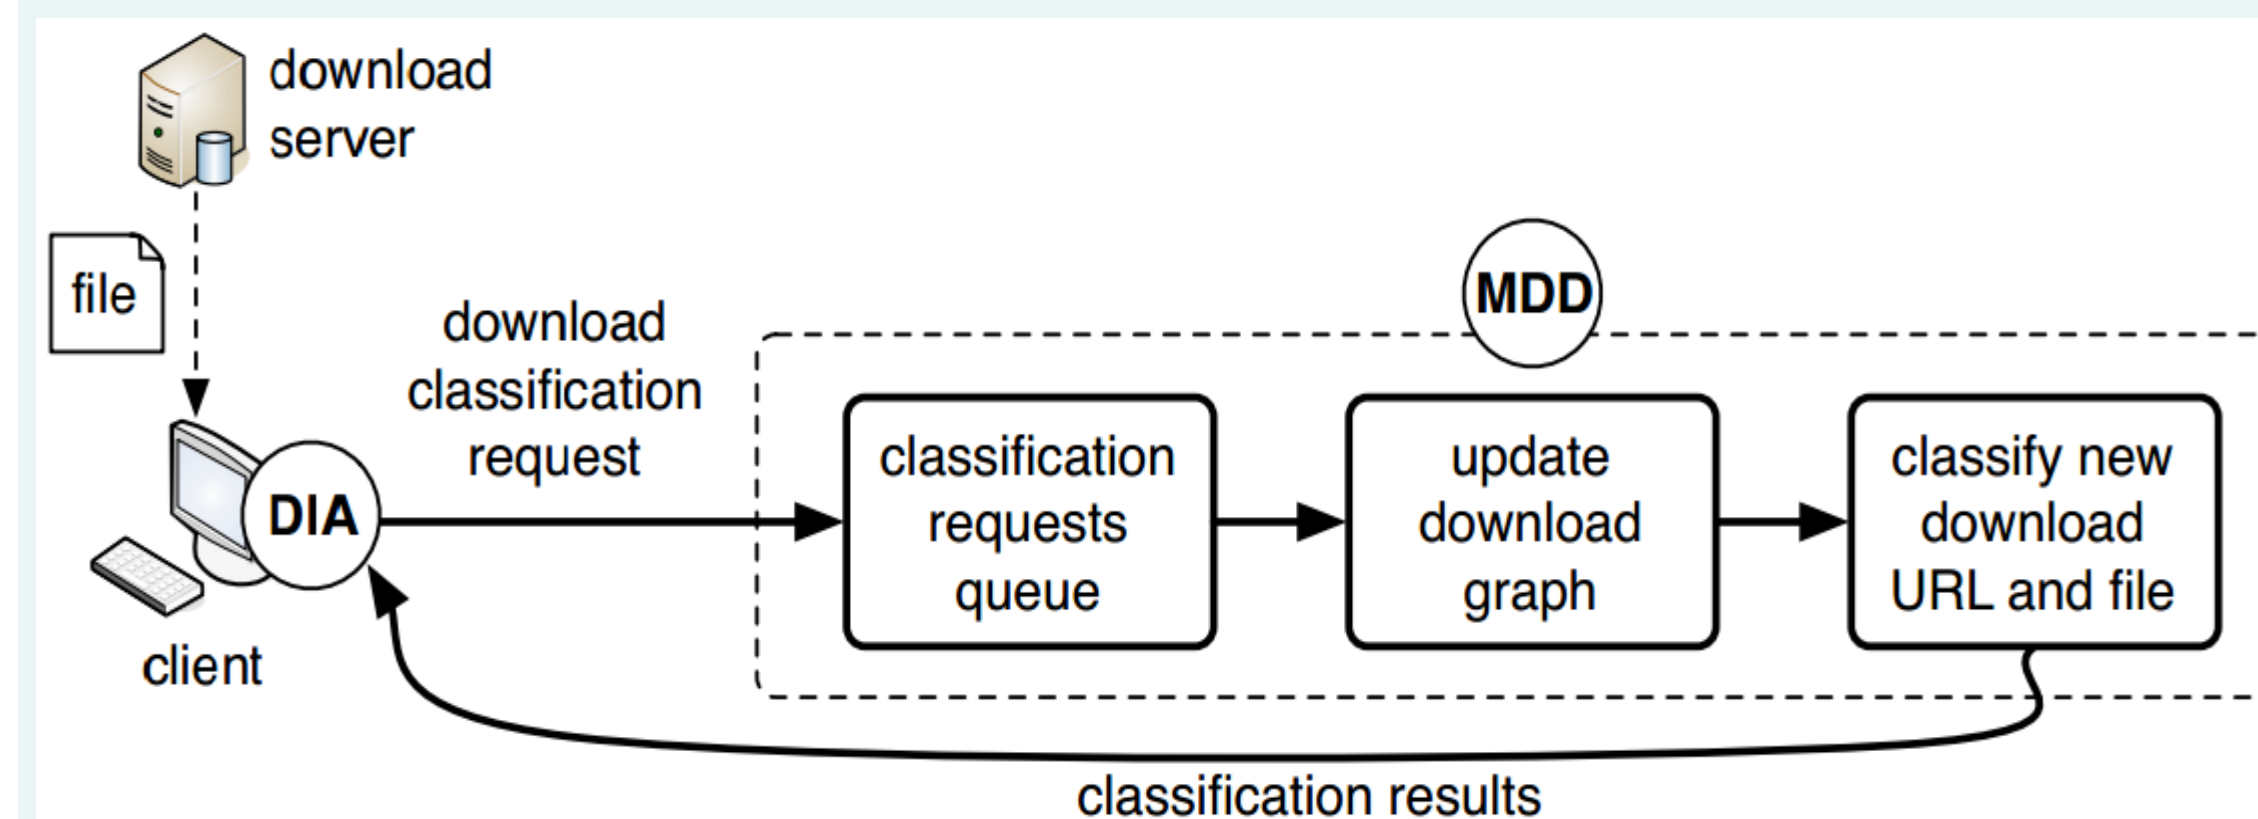 download
server
file
download
classification
request
MDD
DIA
client
classification
requests
queue
update
download
graph
classify new
download
URL and file
classification results